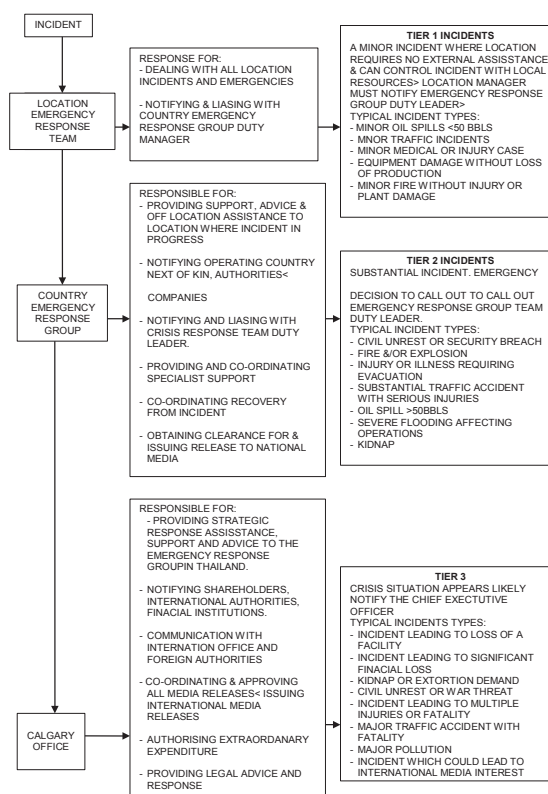 INCIDENT
LOCATION
EMERGENCY
RESPONSE
TEAM
RESPONSE FOR:
- DEALING WITH ALL LOCATION
INCIDENTS AND EMERGENCIES
- NOTIFYING & LIASING WITH
COUNTRY EMERGENCY
RESPONSE GROUP DUTY
MANAGER
TIER 1 INCIDENTS
A MINOR INCIDENT WHERE LOCATION
REQUIRES NO EXTERNAL ASSISSTANCE
& CAN CONTROL INCIDENT WITH LOCAL
RESOURCES> LOCATION MANAGER
MUST NOTIFY EMERGENCY RESPONSE
GROUP DUTY LEADER>
TYPICAL INCIDENT TYPES:
- MINOR OIL SPILLS <50 BBLS
- MNOR TRAFFIC INCIDENTS
- MINOR MEDICAL OR INJURY CASE
- EQUIPMENT DAMAGE WITHOUT LOSS
OF PRODUCTION
- MINOR FIRE WITHOUT INJURY OR
PLANT DAMAGE
COUNTRY
EMERGENCY
RESPONSE
GROUP
RESPONSIBLE FOR:
- PROVIDING SUPPORT, ADVICE &
OFF LOCATION ASSISTANCE TO
LOCATION WHERE INCIDENT IN
PROGRESS
- NOTIFYING OPERATING COUNTRY
NEXT OF KIN, AUTHORITIES<
COMPANIES
- NOTIFYING AND LIASING WITH
CRISIS RESPONSE TEAM DUTY
LEADER.
- PROVIDING AND CO-ORDINATING
SPECIALIST SUPPORT
- CO-ORDINATING RECOVERY
FROM INCIDENT
- OBTAINING CLEARANCE FOR &
ISSUING RELEASE TO NATIONAL
MEDIA
TIER 2 INCIDENTS
SUBSTANTIAL INCIDENT. EMERGENCY
DECISION TO CALL OUT TO CALL OUT
EMERGENCY RESPONSE GROUP TEAM
DUTY LEADER.
TYPICAL INCIDENT TYPES:
- CIVIL UNREST OR SECURITY BREACH
- FIRE &/OR EXPLOSION
- INJURY OR ILLNESS REQUIRING
EVACUATION
- SUBSTANTIAL TRAFFIC ACCIDENT
WITH SERIOUS INJURIES
- OIL SPILL >50BBLS
- SEVERE FLOODING AFFECTING
OPERATIONS
- KIDNAP
CALGARY
OFFICE
RESPONSIBLE FOR:
- PROVIDING STRATEGIC
RESPONSE ASSISSTANCE,
SUPPORT AND ADVICE TO THE
EMERGENCY RESPONSE
GROUPIN THAILAND.
- NOTIFYING SHAREHOLDERS,
INTERNATIONAL AUTHORITIES,
FINACIAL INSTITUTIONS.
- COMMUNICATION WITH
INTERNATION OFFICE AND
FOREIGN AUTHORITIES
- CO-ORDINATING & APPROVING
ALL MEDIA RELEASES< ISSUING
INTERNATIONAL MEDIA
RELEASES
- AUTHORISING EXTRAORDANARY
EXPENDITURE
- PROVIDING LEGAL ADVICE AND
RESPONSE
TIER 3
CRISIS SITUATION APPEARS LIKELY
NOTIFY THE CHIEF EXECTUTIVE
OFFICER
TYPICAL INCIDENTS TYPES:
- INCIDENT LEADING TO LOSS OF A
FACILITY
- INCIDENT LEADING TO SIGNIFICANT
FINACIAL LOSS
- KIDNAP OR EXTORTION DEMAND
- CIVIL UNREST OR WAR THREAT
- INCIDENT LEADING TO MULTIPLE
INJURIES OR FATALITY
- MAJOR TRAFFIC ACCIDENT WITH
FATALITY
- MAJOR POLLUTION
- INCIDENT WHICH COULD LEAD TO
INTERNATIONAL MEDIA INTEREST